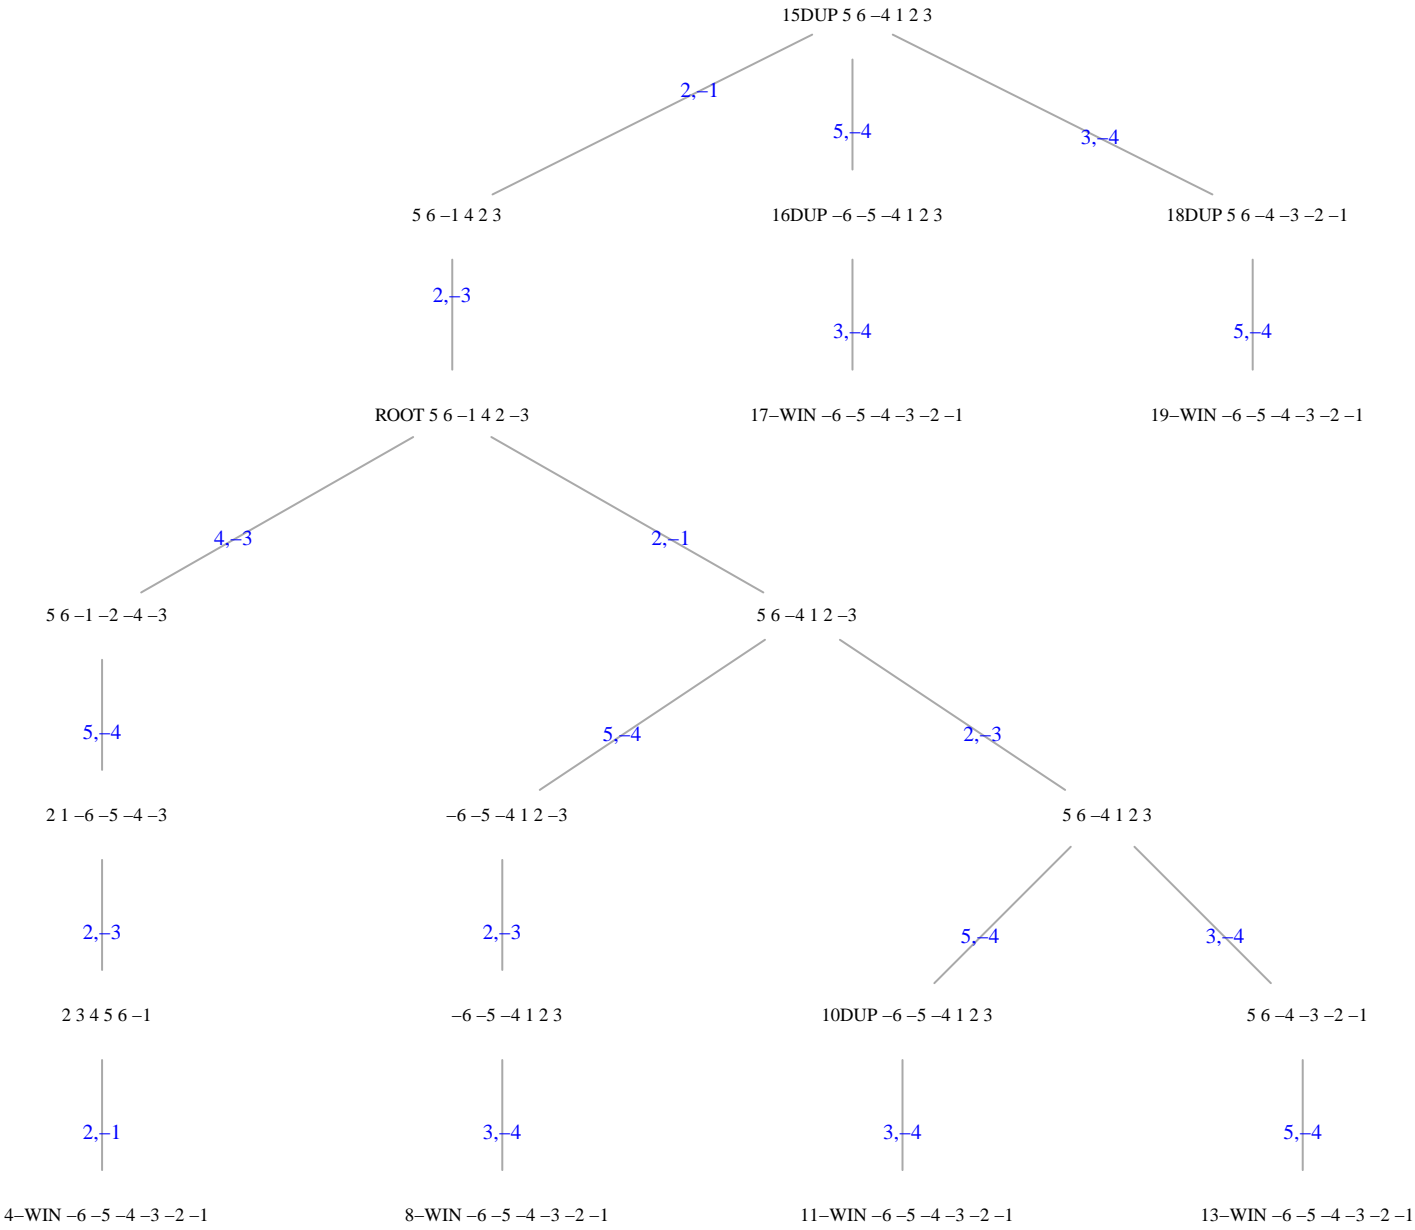 15DUP 5 6 –4 1 2 3
2,–1
5,–4
3,–4
5 6 –1 4 2 3
16DUP –6 –5 –4 1 2 3
18DUP 5 6 –4 –3 –2 –1
2,–3
3,–4
5,–4
ROOT 5 6 –1 4 2 –3
17–WIN –6 –5 –4 –3 –2 –1
19–WIN –6 –5 –4 –3 –2 –1
4,–3
2,–1
5 6 –1 –2 –4 –3
5 6 –4 1 2 –3
5,–4
5,–4
2,–3
2 1 –6 –5 –4 –3
–6 –5 –4 1 2 –3
5 6 –4 1 2 3
2,–3
2,–3
5,–4
3,–4
2 3 4 5 6 –1
–6 –5 –4 1 2 3
10DUP –6 –5 –4 1 2 3
5 6 –4 –3 –2 –1
2,–1
3,–4
3,–4
5,–4
4–WIN –6 –5 –4 –3 –2 –1
8–WIN –6 –5 –4 –3 –2 –1
11–WIN –6 –5 –4 –3 –2 –1
13–WIN –6 –5 –4 –3 –2 –1